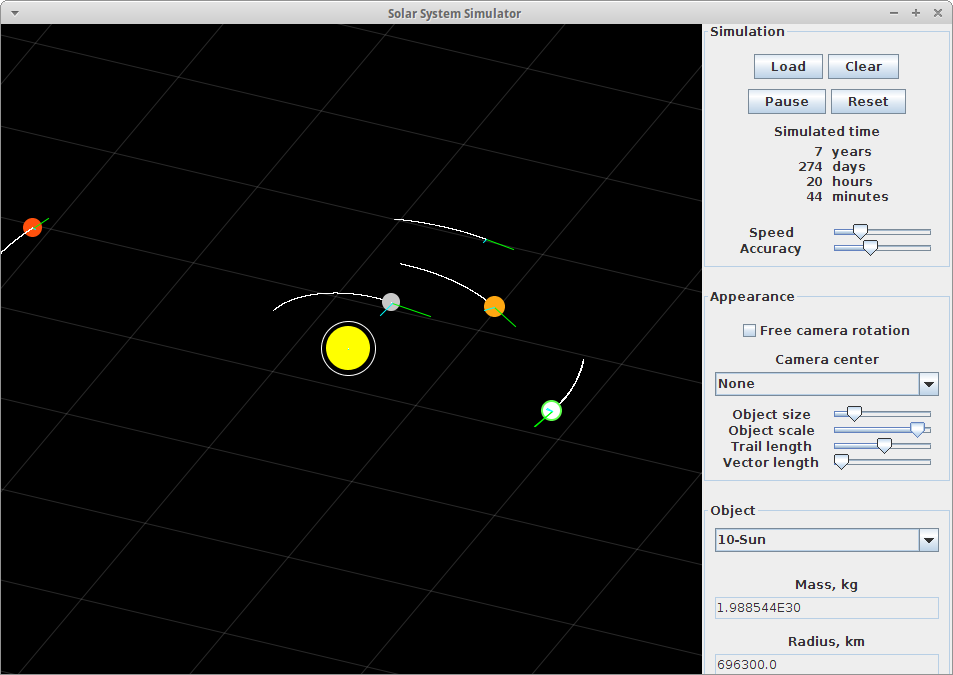 Solar System Simulator
Simulation
Load Clear
Pause Reset
Simulated time
7 years
274 days
20 hours
44 minutes
Speed
Accuracy
Appearance
Free camera rotation
Camera center
None
Object size
Object scale
Trail length
Vector length
Object
10-Sun
Mass, kg
1.988544E30
Radius, km
696300.0